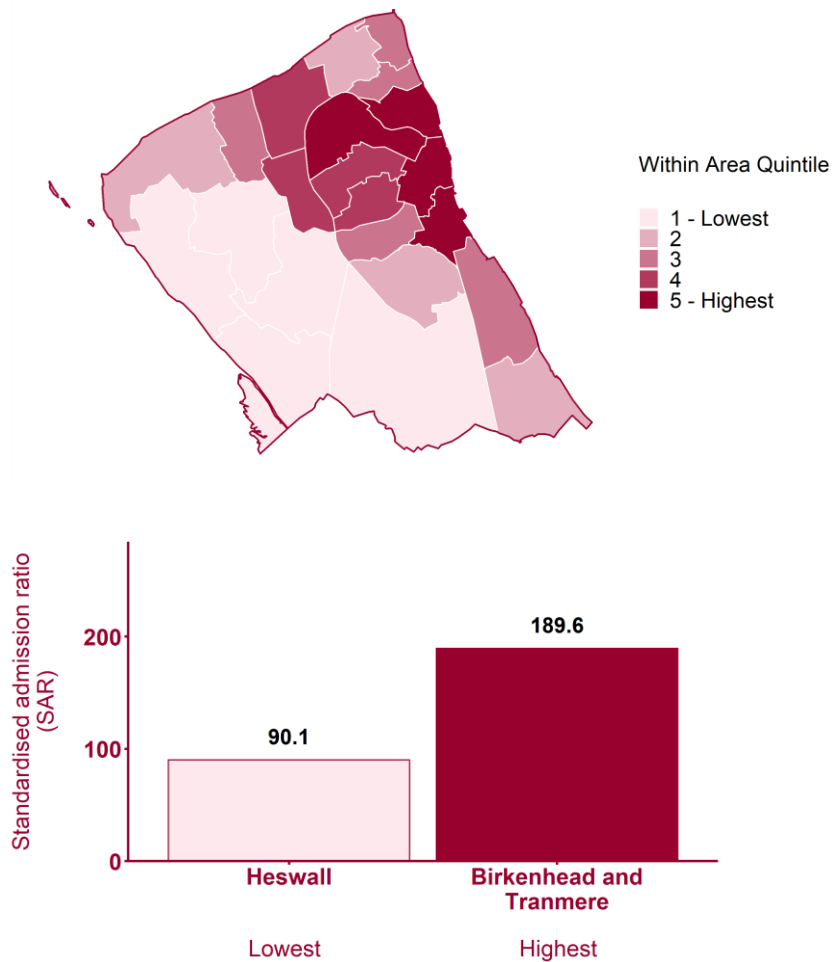 Within Area Quintile
1 - Lowest
2
3
4
5 - Highest
Standardised admission ratio
(SAR)
200
100
0
90.1
189.6
Heswall
Birkenhead and
Tranmere
Lowest
Highest